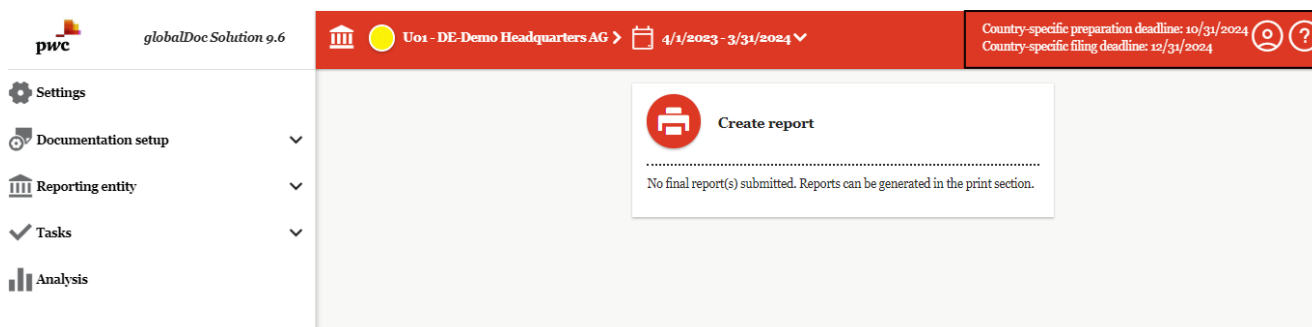 pwc
globalDoc Solution 9.6
U01 - DE-Demo Headquarters AG
4/1/2023 - 3/31/2024
Country-specific preparation deadline: 10/31/2024
Country-specific filing deadline: 12/31/2024
?
Settings
Documentation setup
Reporting entity
Tasks
Analysis
Create report
No final report(s) submitted. Reports can be generated in the print section.